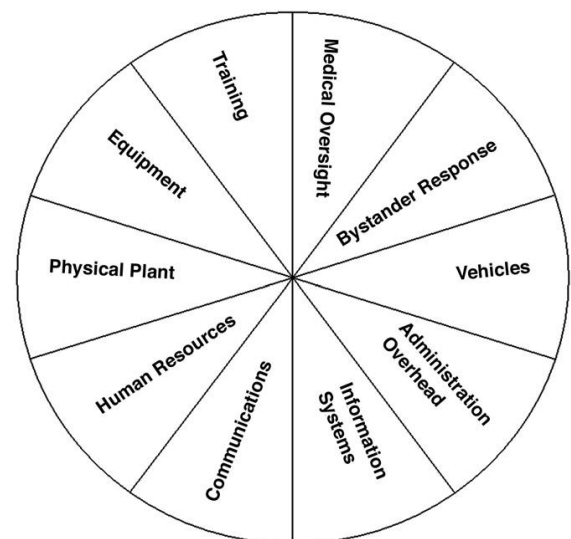 Medical Oversight
Bystander Response
Vehicles
Administration
Overhead
Information
Systems
Communications
Human Resources
Physical Plant
Equipment
Training